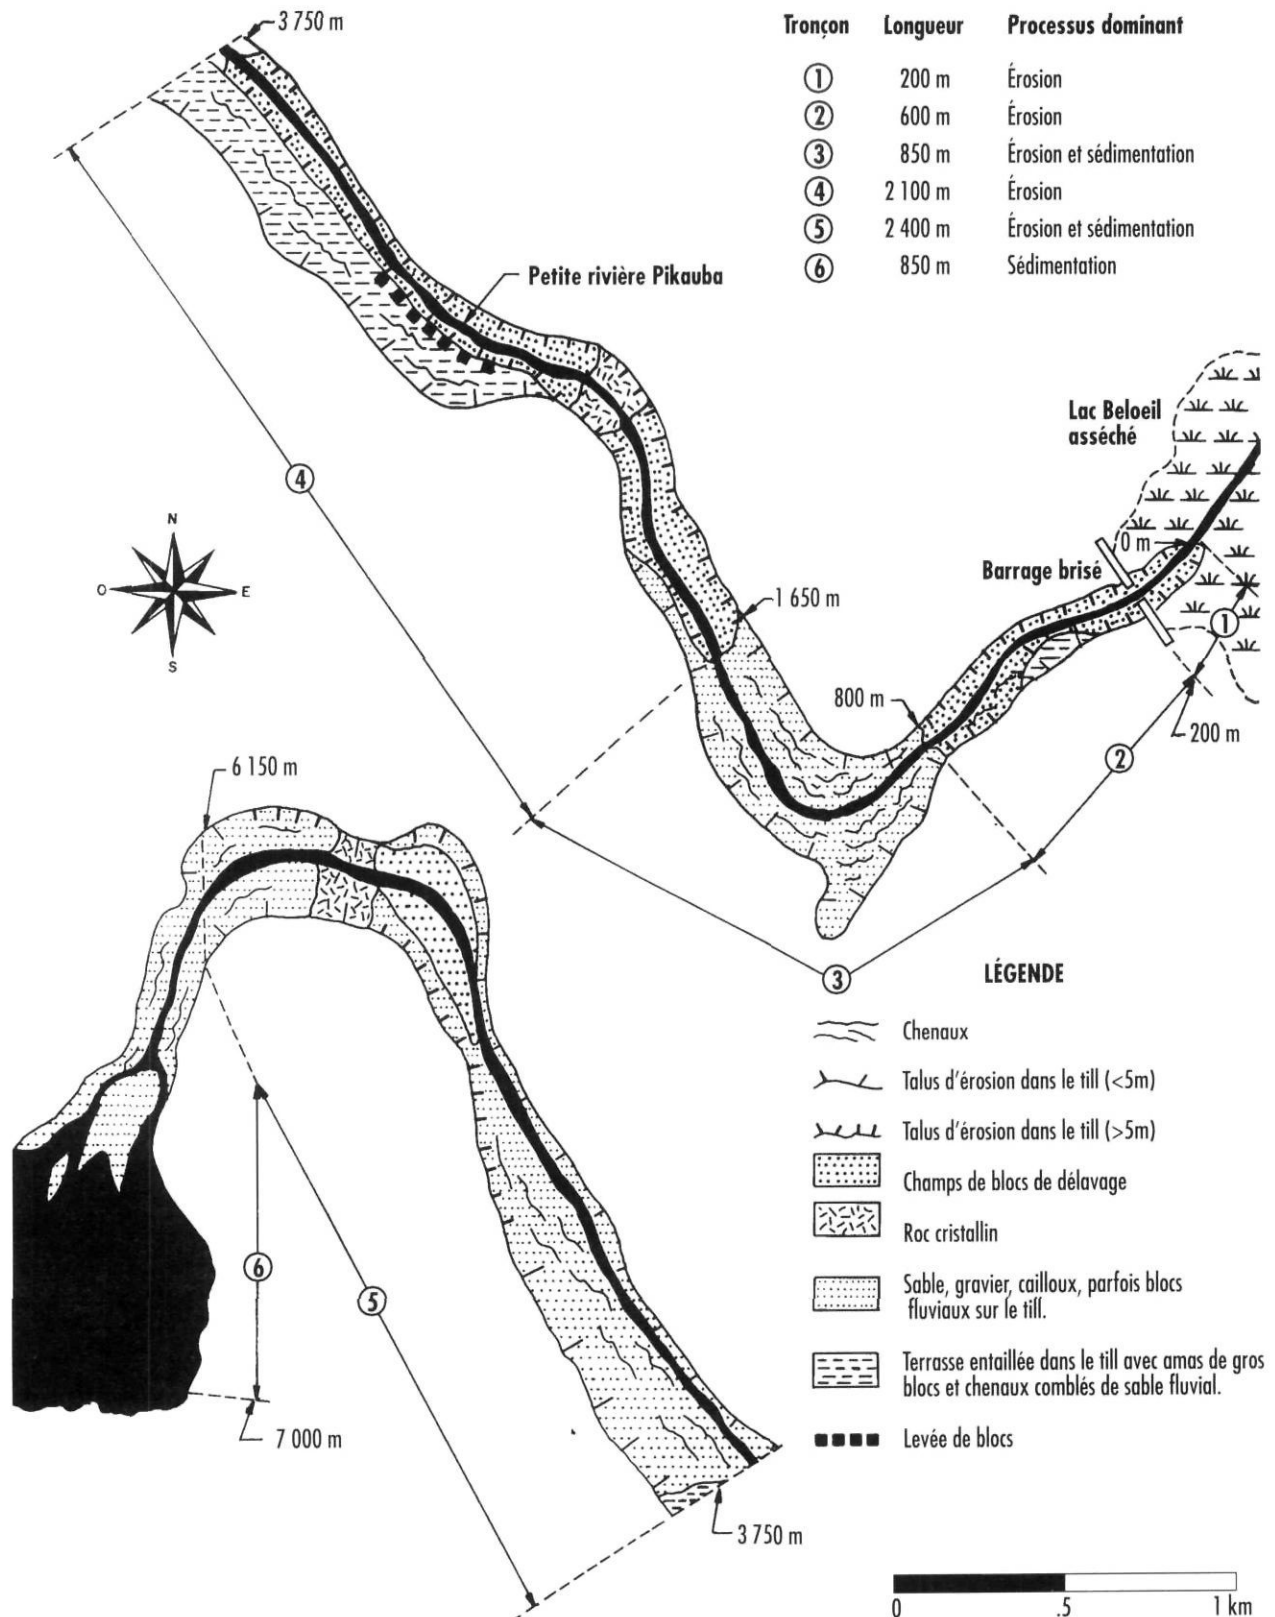 3 750 m
Tronçon Longueur Processus dominant
1 200 m Érosion
2 600 m Érosion
3 850 m Érosion et sédimentation
4 2 100 m Érosion
5 2 400 m Érosion et sédimentation
6 850 m Sédimentation
Petite rivière Pikauba
Lac Beloeil
asséché
4
N
O E
S
0 m
Barrage brisé
1
1 650 m
800 m
200 m
2
6 150 m
3
LÉGENDE
Chenaux
Talus d'érosion dans le till (<5m)
Talus d'érosion dans le till (>5m)
Champs de blocs de délavage
Roc cristallin
6
5
Sable, gravier, cailloux, parfois blocs
fluviaux sur le till.
Terrasse entaillée dans le till avec amas de gros
blocs et chenaux comblés de sable fluvial.
7 000 m
Levée de blocs
3 750 m
0 .5 1 km